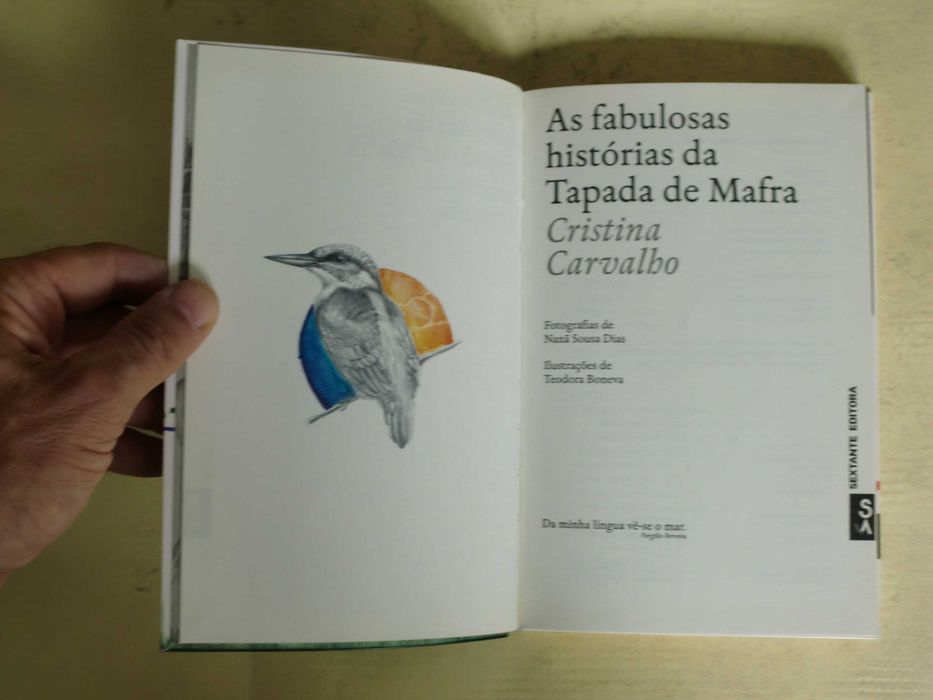 As fabulosas
histórias da
Tapada de Mafra
Cristina
Carvalho
Fotografias de
Nanã Sousa Dias
Ilustrações de
Teodora Boneva
Da minha língua vê-se o mar.
Vergílio Ferreira
SEXTANTE EDITORA